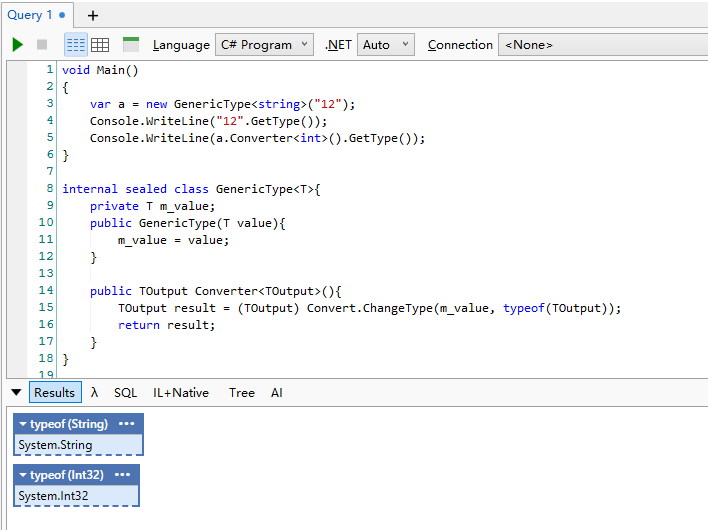 Query 1
+
Language C# Program .NET Auto Connection <None>
1 void Main()
2 {
3     var a = new GenericType<string>("12");
4     Console.WriteLine("12".GetType());
5     Console.WriteLine(a.Converter<int>().GetType());
6 }
7
8 internal sealed class GenericType<T>{
9     private T m_value;
10     public GenericType(T value){
11         m_value = value;
12     }
13
14     public TOutput Converter<TOutput>(){
15         TOutput result = (TOutput) Convert.ChangeType(m_value, typeof(TOutput));
16         return result;
17     }
18 }
19
Results λ SQL IL+Native Tree AI
typeof(String) •••
System.String
typeof(Int32) •••
System.Int32